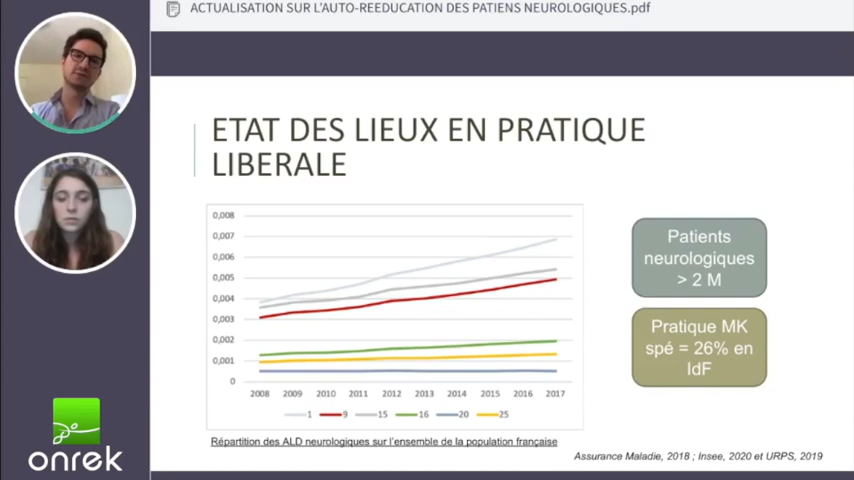 ACTUALISATION SUR L'AUTO-REEDUCATION DES PATIENS NEUROLOGIQUES.pdf
ETAT DES LIEUX EN PRATIQUE
LIBERALE
0,008
0,007
0,006
0,005
0,004
0,003
0,002
0,001
0
2008 2009 2010 2011 2012 2013 2014 2015 2016 2017
1 9 15 16 20 25
Répartition des ALD neurologiques sur l'ensemble de la population française
Patients
neurologiques
> 2 M
Pratique MK
spé = 26% en
IdF
Assurance Maladie, 2018 ; Insee, 2020 et URPS, 2019
onrek